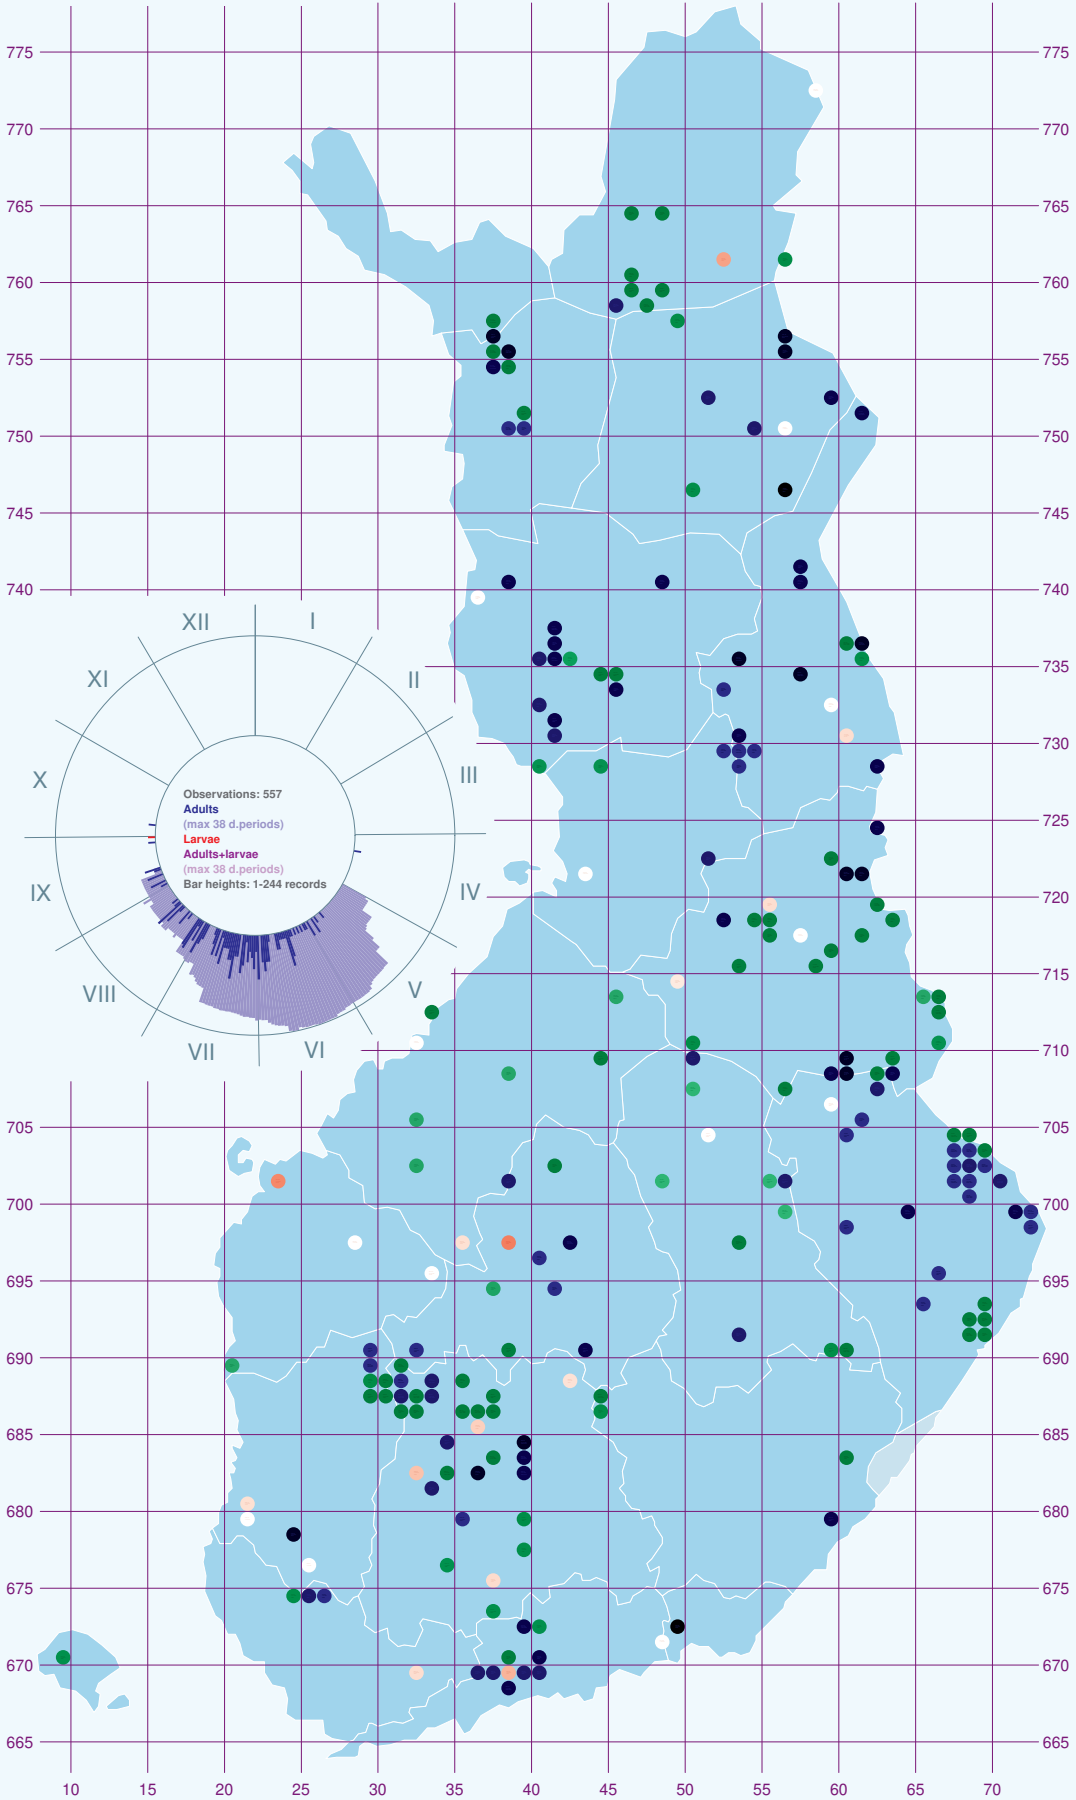 775 775
770 770
765 765
760 760
755 755
750 750
745 745
740 740
XII I
XI II
735 735
730 730
X III
Observations: 557
Adults
(max 38 d.periods)
725 725
Larvae
Adults+larvae
(max 38 d.periods)
Bar heights: 1-244 records
IX IV
720 720
715 715
VIII V
VII VI
710 710
705 705
700 700
695 695
690 690
685 685
680 680
675 675
670 670
665 665
10 15 20 25 30 35 40 45 50 55 60 65 70